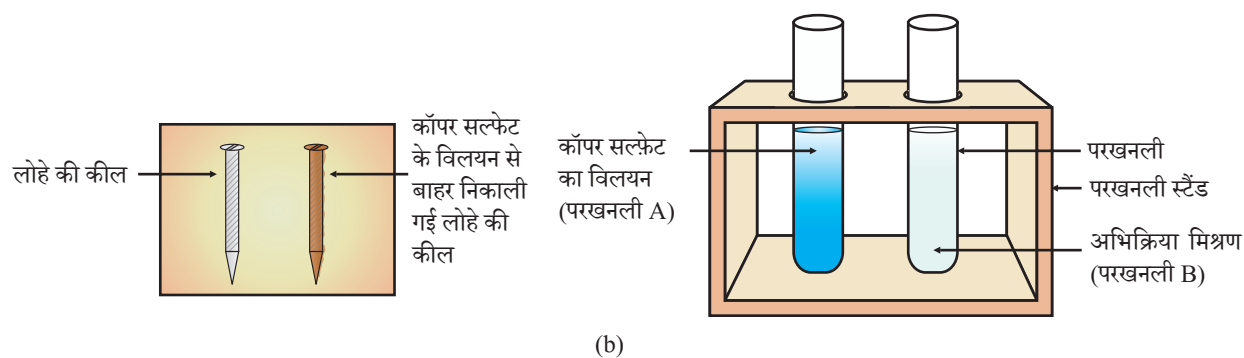 लोहे की कील
कॉपर सल्फेट
के विलयन से
बाहर निकाली
गई लोहे की
कील
कॉपर सल्फ़ेट
का विलयन
(परखनली A)
परखनली
परखनली स्टैंड
अभिक्रिया मिश्रण
(परखनली B)
(b)